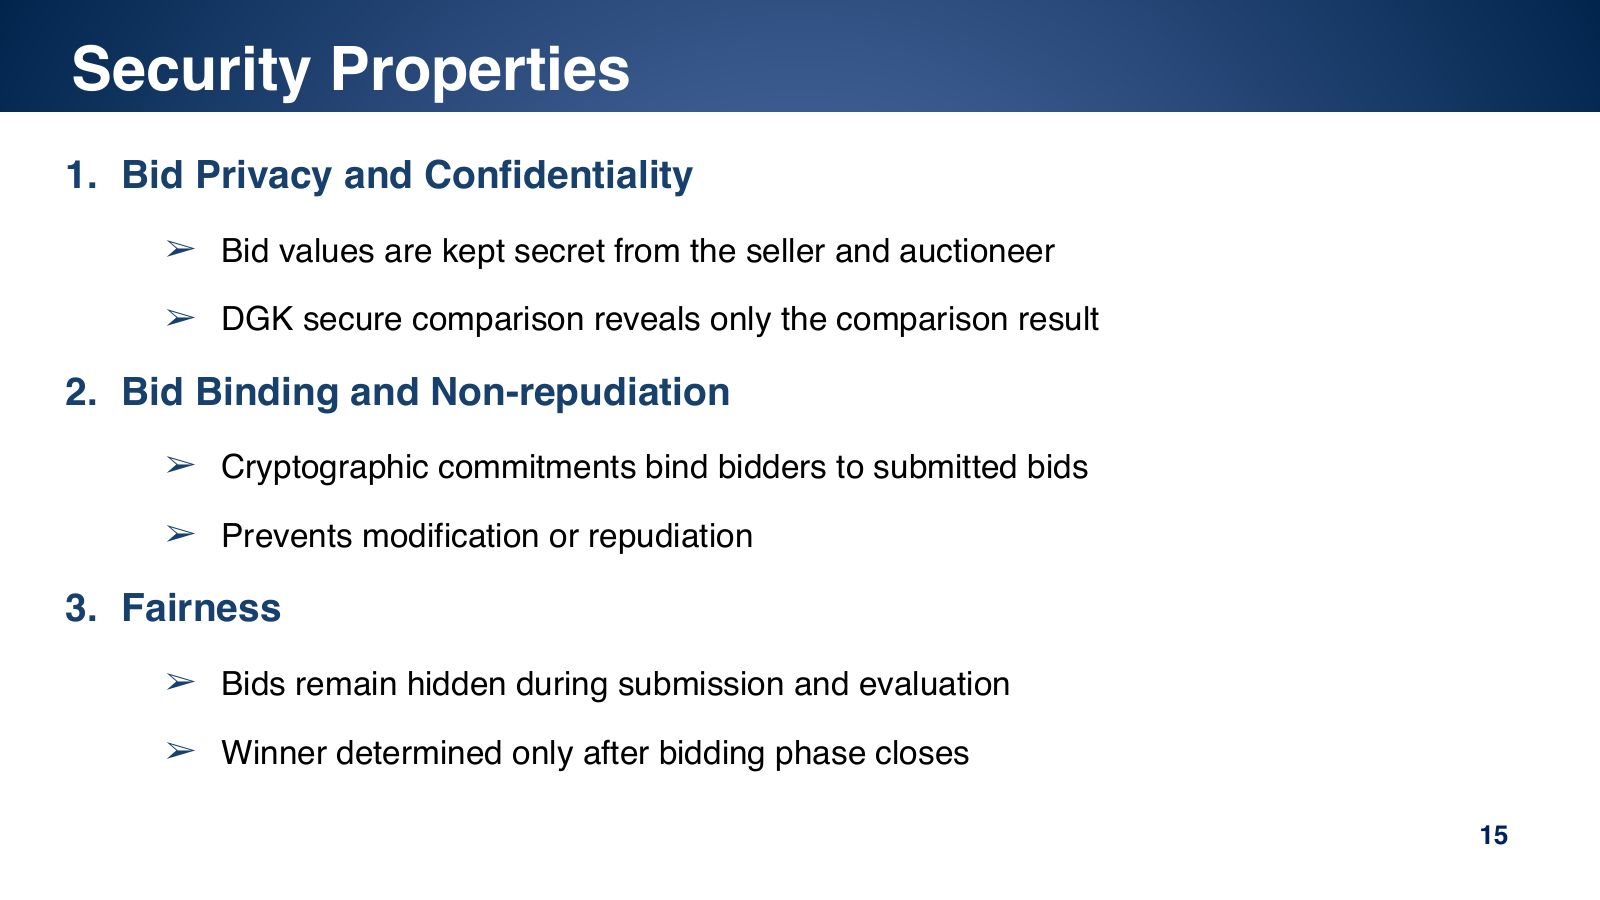 Security Properties
1. Bid Privacy and Confidentiality
➢ Bid values are kept secret from the seller and auctioneer
➢ DGK secure comparison reveals only the comparison result
2. Bid Binding and Non-repudiation
➢ Cryptographic commitments bind bidders to submitted bids
➢ Prevents modification or repudiation
3. Fairness
➢ Bids remain hidden during submission and evaluation
➢ Winner determined only after bidding phase closes
15